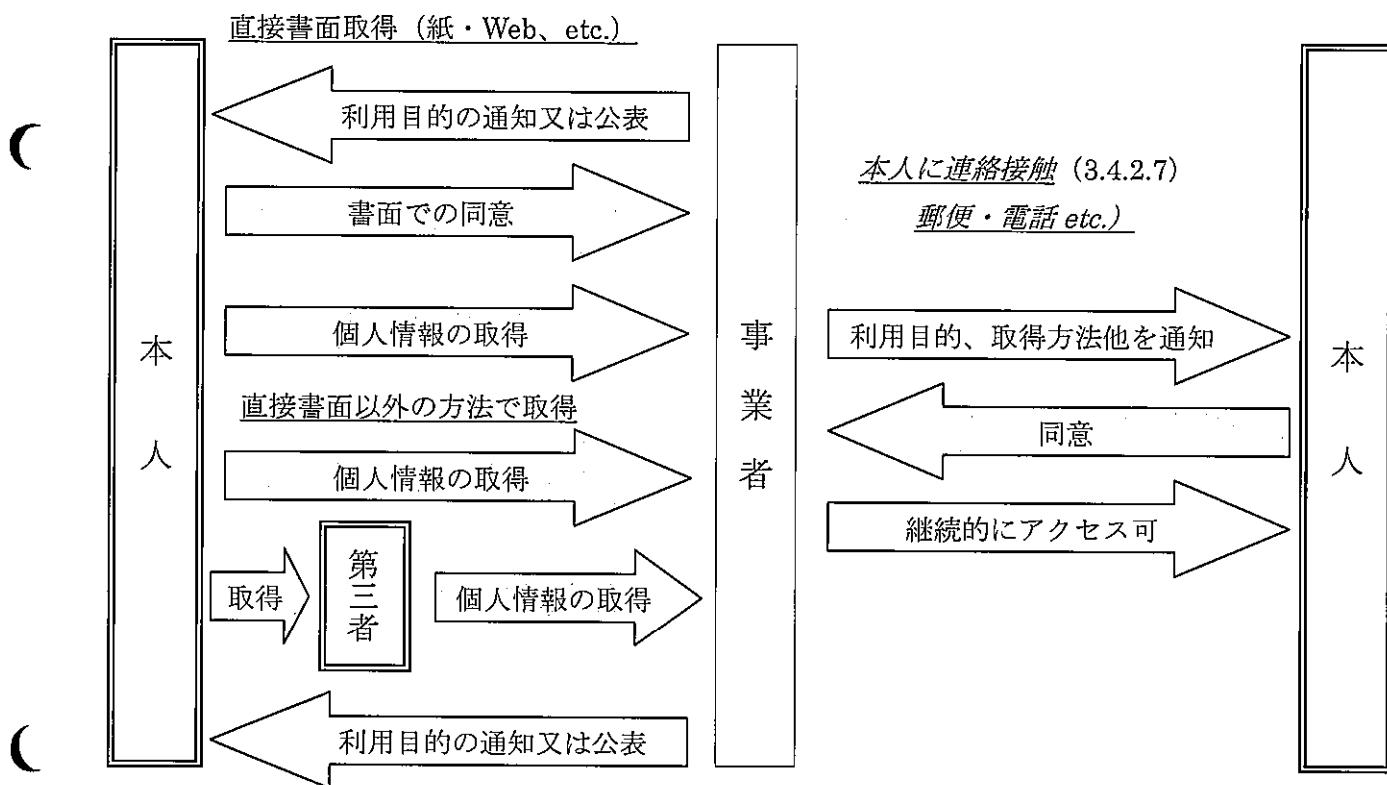 直接書面取得（紙・Web、etc.）
利用目的の通知又は公表
書面での同意
個人情報の取得
直接書面以外の方法で取得
個人情報の取得
取得
第三者
個人情報の取得
利用目的の通知又は公表
本人
事業者
本人に連絡接触（3.4.2.7）
郵便・電話 etc.）
利用目的、取得方法他を通知
同意
継続的にアクセス可
本人